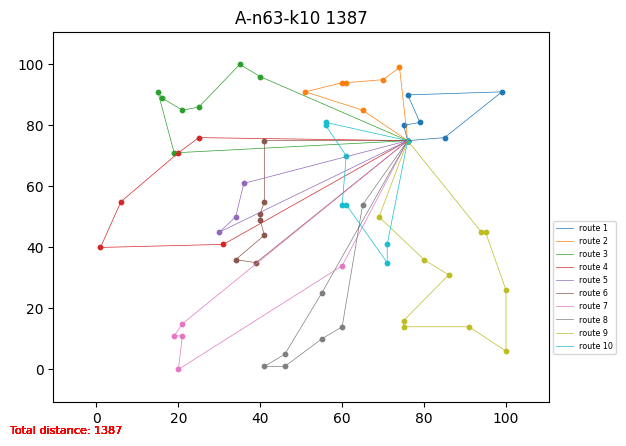 A-n63-k10 1387
100
80
60
40
20
0
0 20 40 60 80 100
route 1
route 2
route 3
route 4
route 5
route 6
route 7
route 8
route 9
route 10
Total distance: 1387